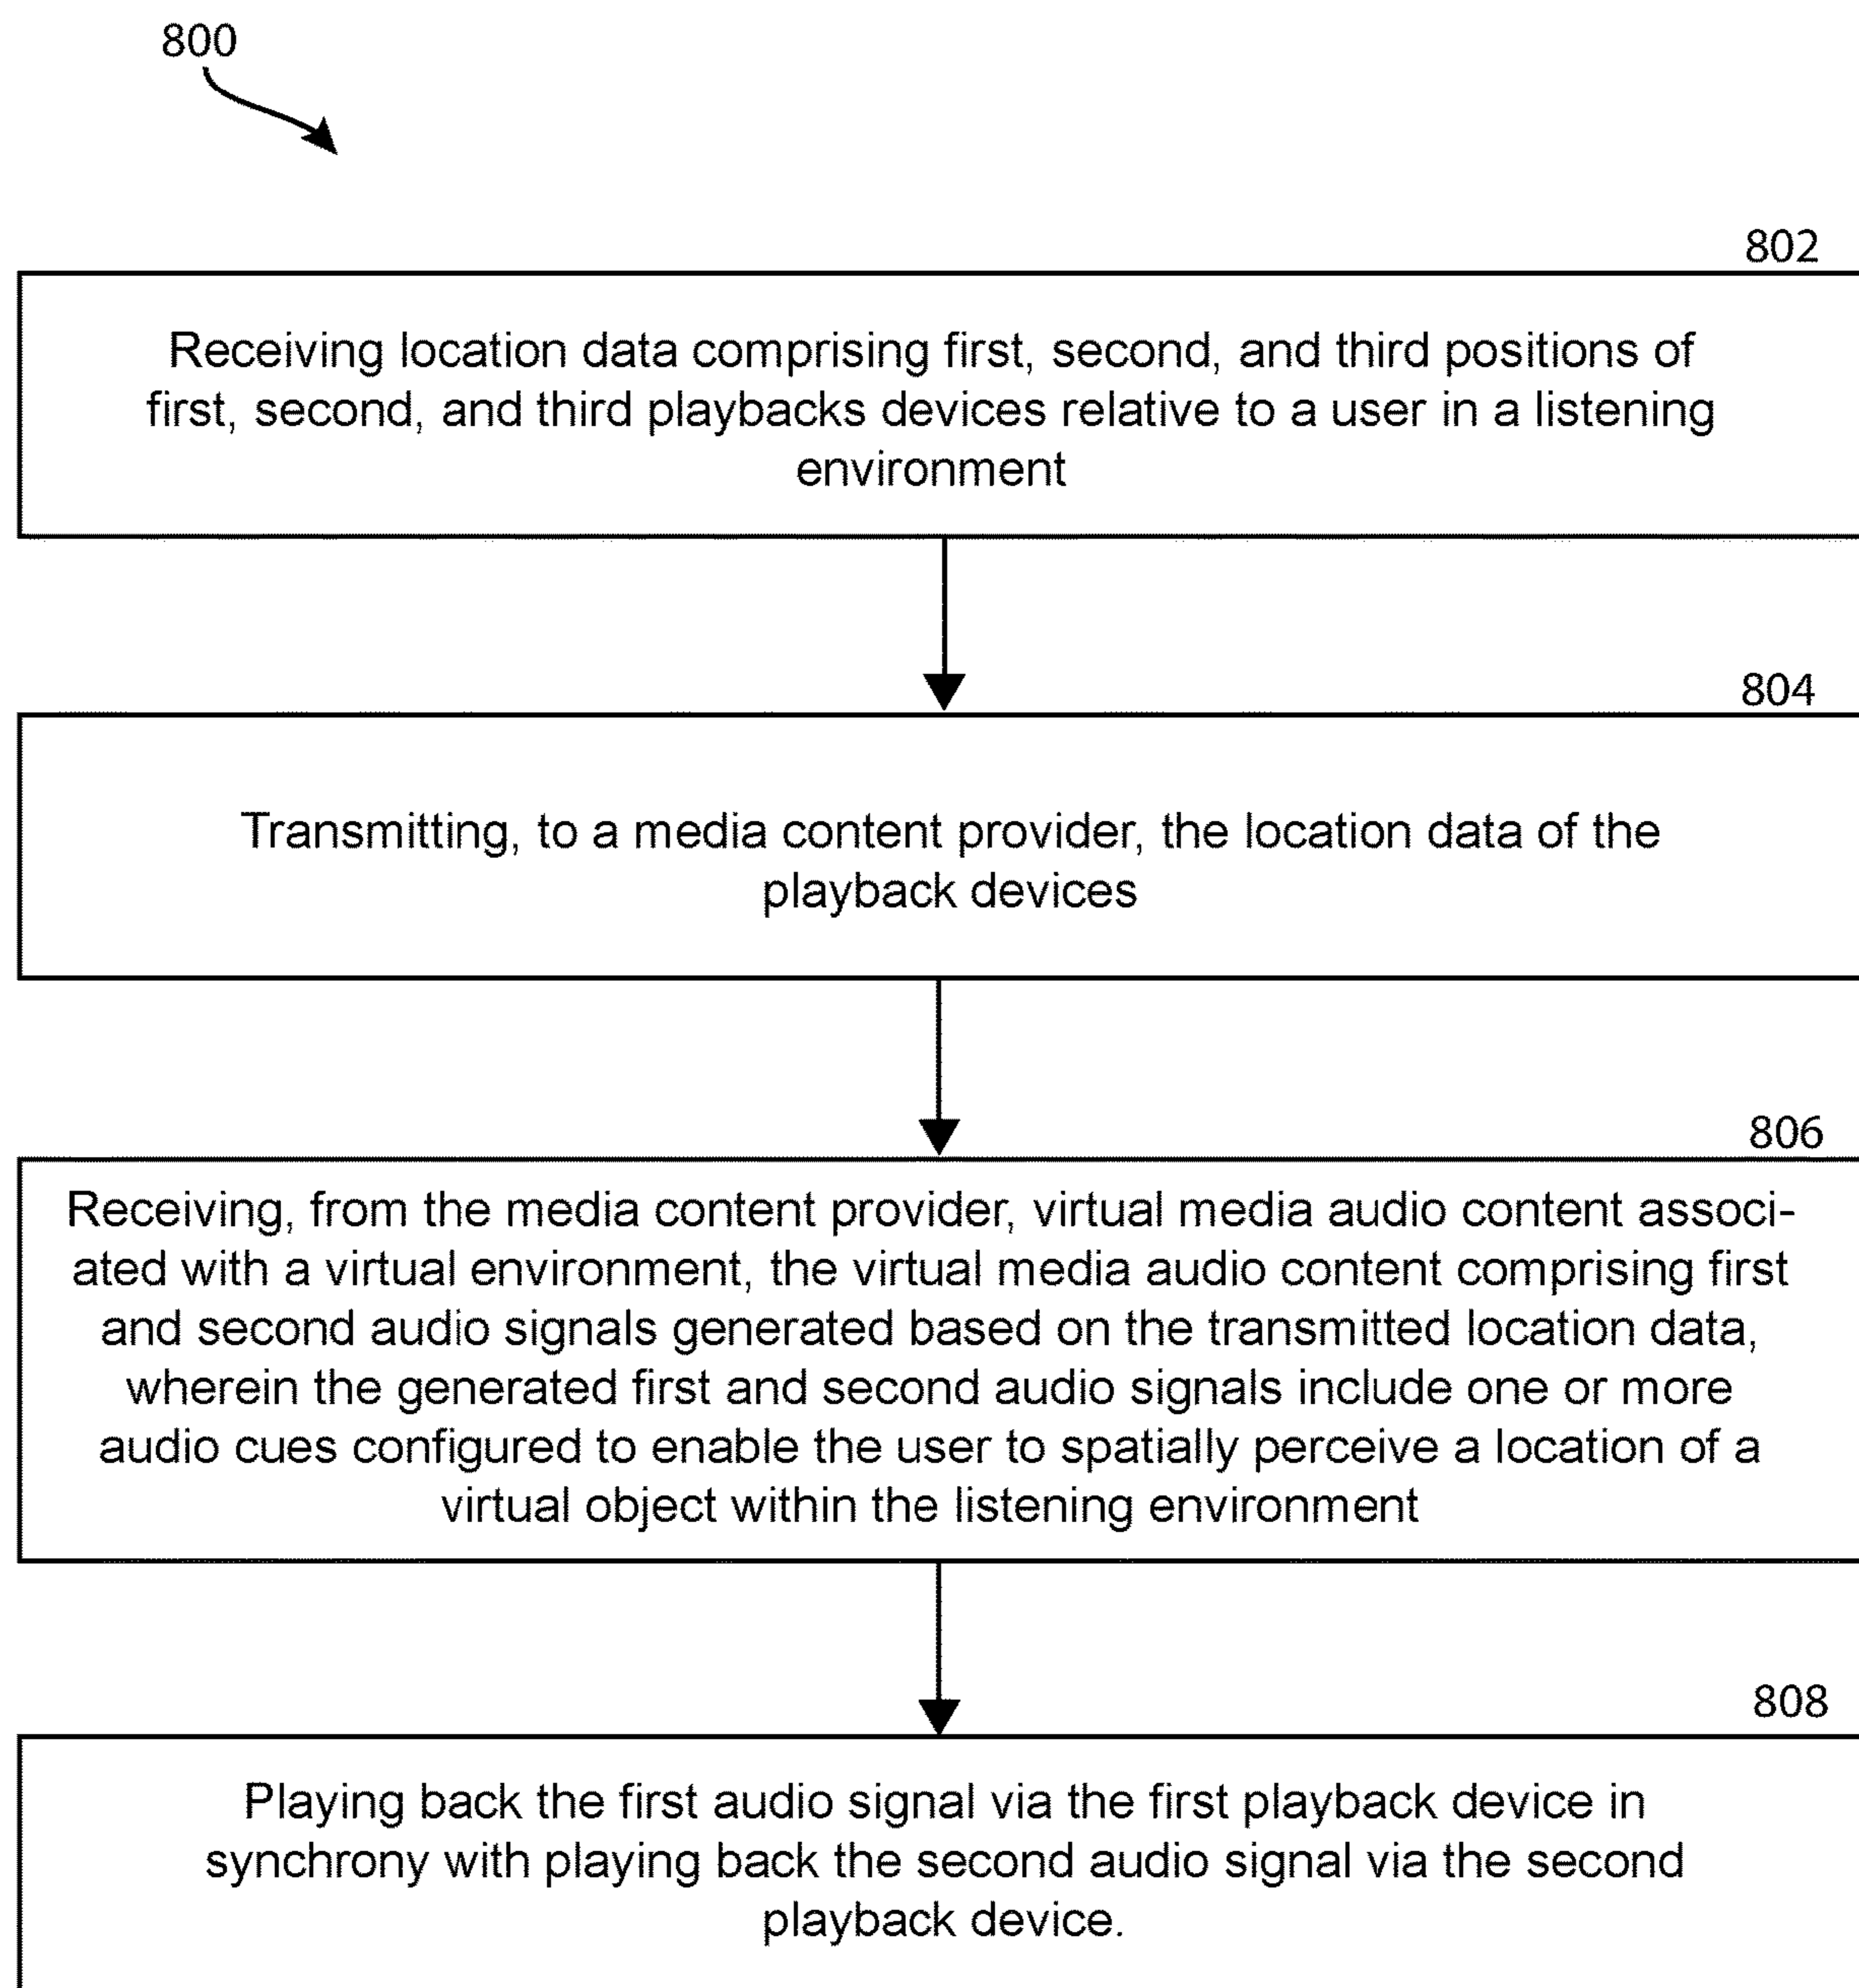 800
802
Receiving location data comprising first, second, and third positions of
first, second, and third playbacks devices relative to a user in a listening
environment
804
Transmitting, to a media content provider, the location data of the
playback devices
806
Receiving, from the media content provider, virtual media audio content associ-
ated with a virtual environment, the virtual media audio content comprising first
and second audio signals generated based on the transmitted location data,
wherein the generated first and second audio signals include one or more
audio cues configured to enable the user to spatially perceive a location of a
virtual object within the listening environment
808
Playing back the first audio signal via the first playback device in
synchrony with playing back the second audio signal via the second
playback device.